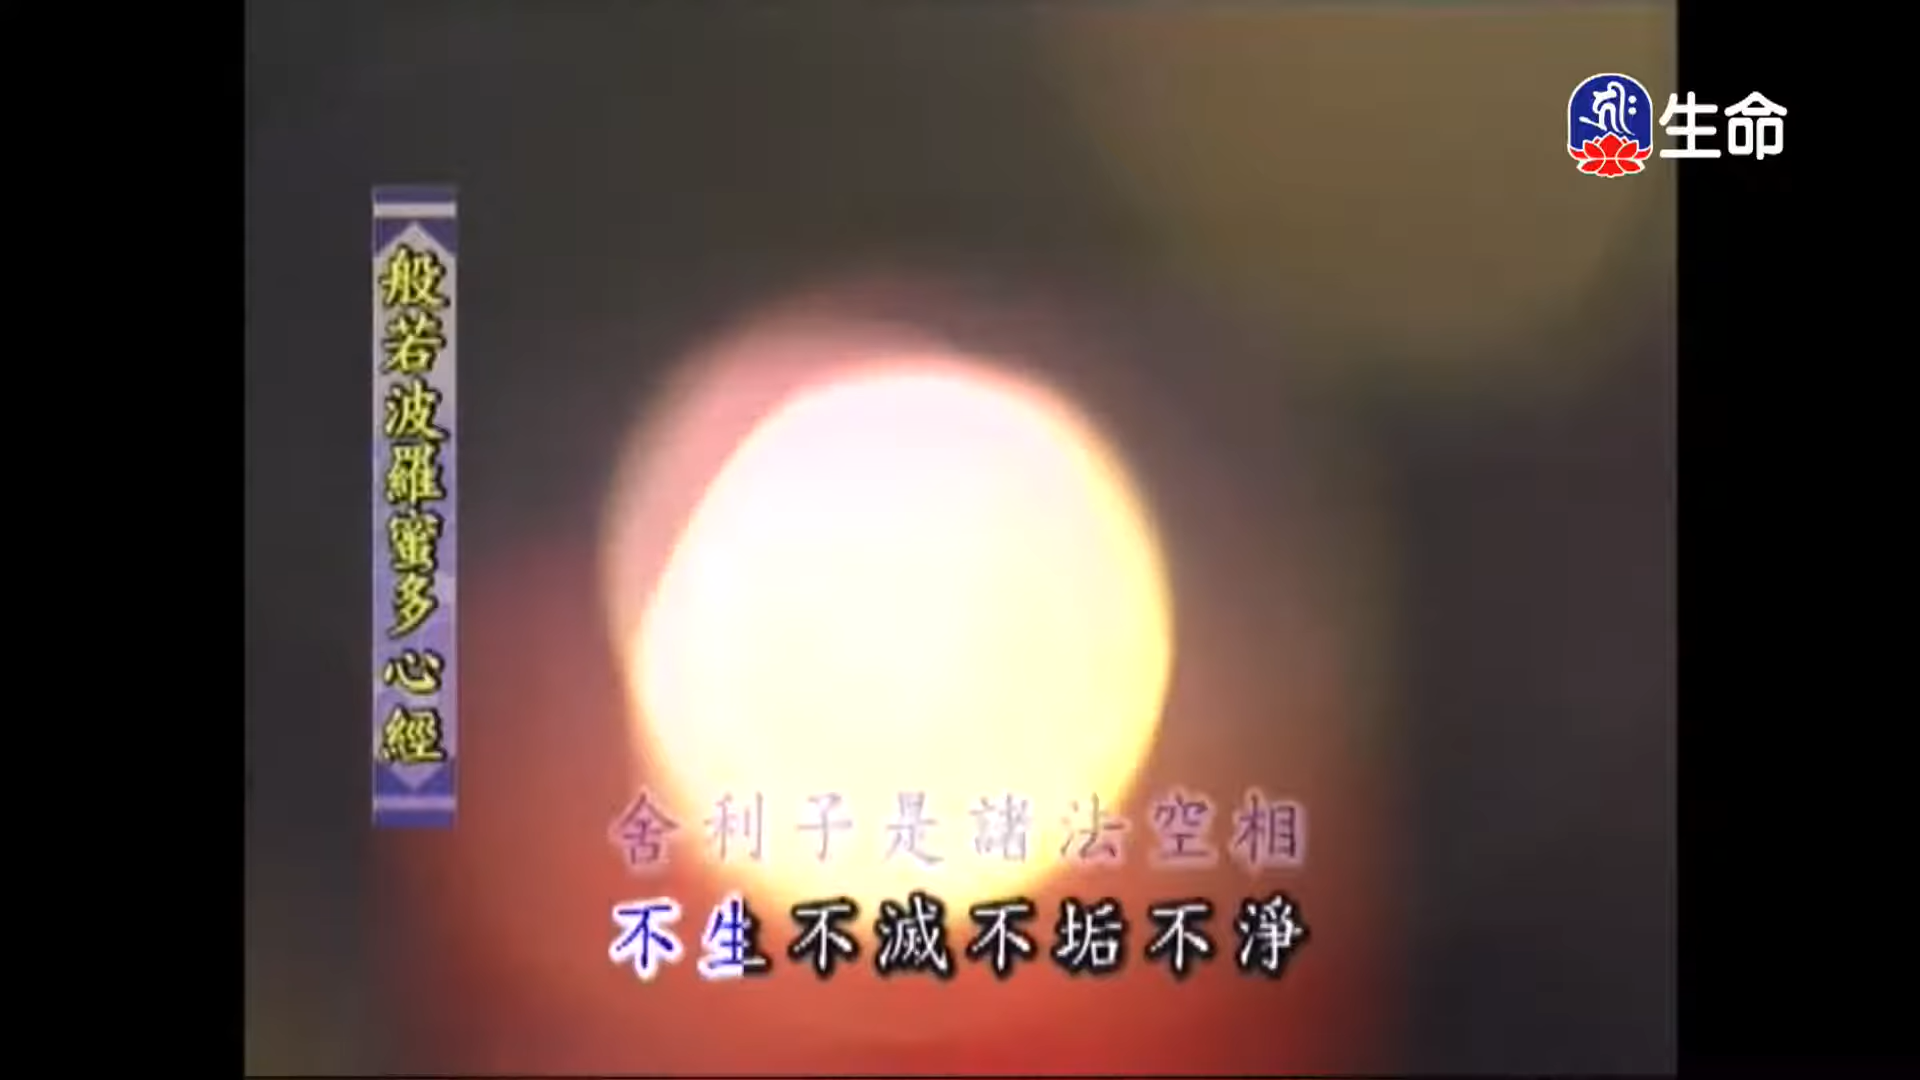 生命
般若波羅蜜多心經
舍利子是諸法空相
不生不滅不垢不淨